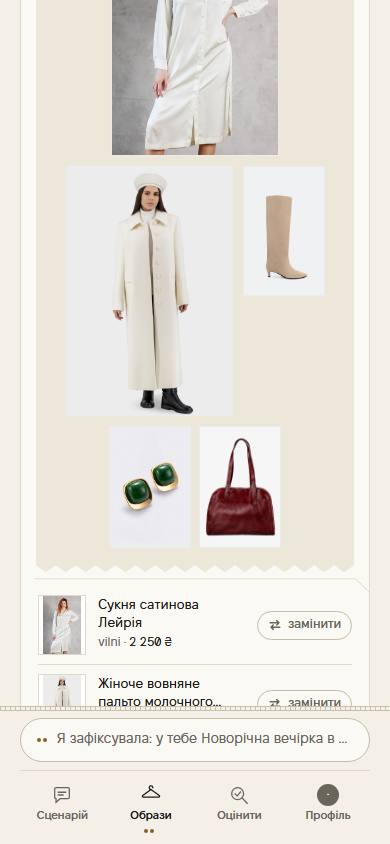 Сукня сатинова
Лейрія
vilni · 2 250 ₴
замінити
Жіноче вовняне
пальто молочного...
замінити
Я зафіксувала: у тебе Новорічна вечірка в ...
Сценарій
Образи
Оцінити
Профіль